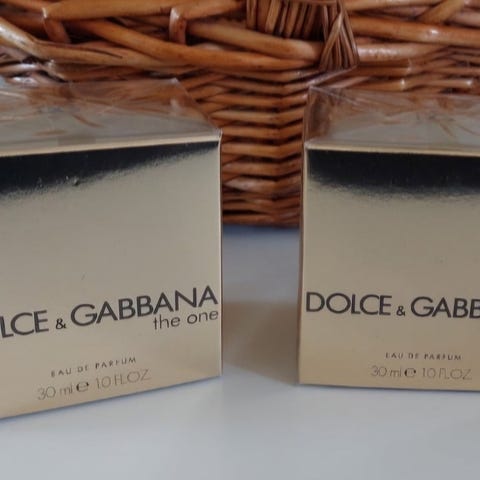 LCE & GABBANA
the one
EAU DE PARFUM
30 ml e 1.0 FL.OZ
DOLCE & GABB
EAU DE PARFUM
30 ml e 1.0 FL.OZ